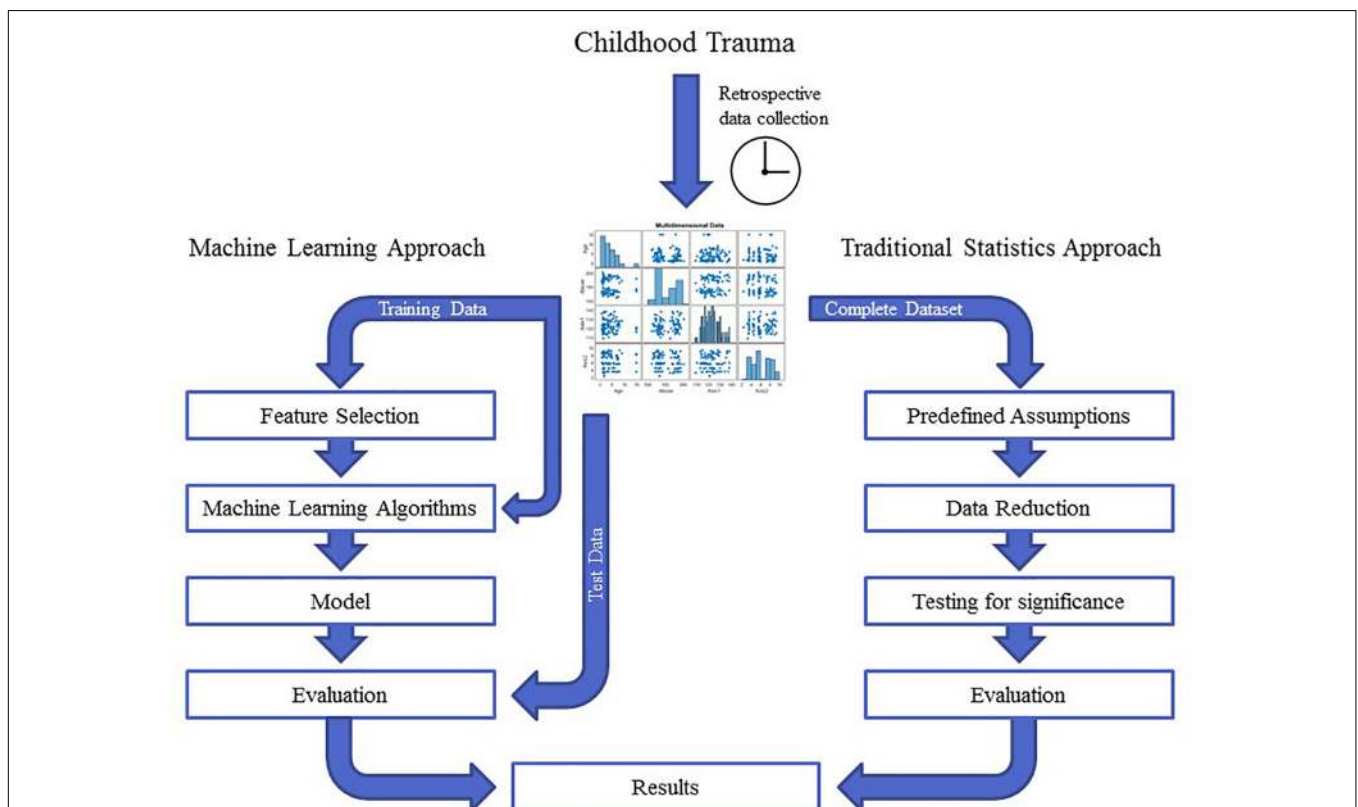 Childhood Trauma
Retrospective
data collection
Multidimensional Data
Machine Learning Approach
Traditional Statistics Approach
Training Data
Complete Dataset
Age
Feature Selection
Predefined Assumptions
Machine Learning Algorithms
Data Reduction
Test Data
Model
Testing for significance
Evaluation
Evaluation
Results